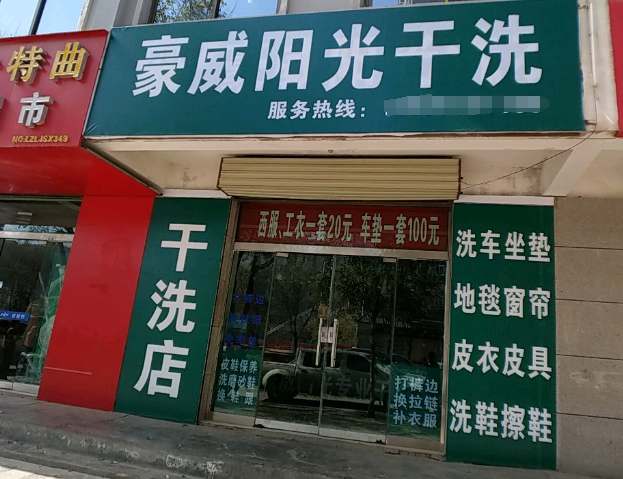 特曲
市
NO:LZLJSX349
豪威阳光干洗
服务热线:
西服、工衣一套20元 车垫一套100元
干洗店
皮鞋保养
洗磨砂鞋
换鞋跟
打裤边
换拉链
补衣服
洗车坐垫
地毯窗帘
皮衣皮具
洗鞋擦鞋